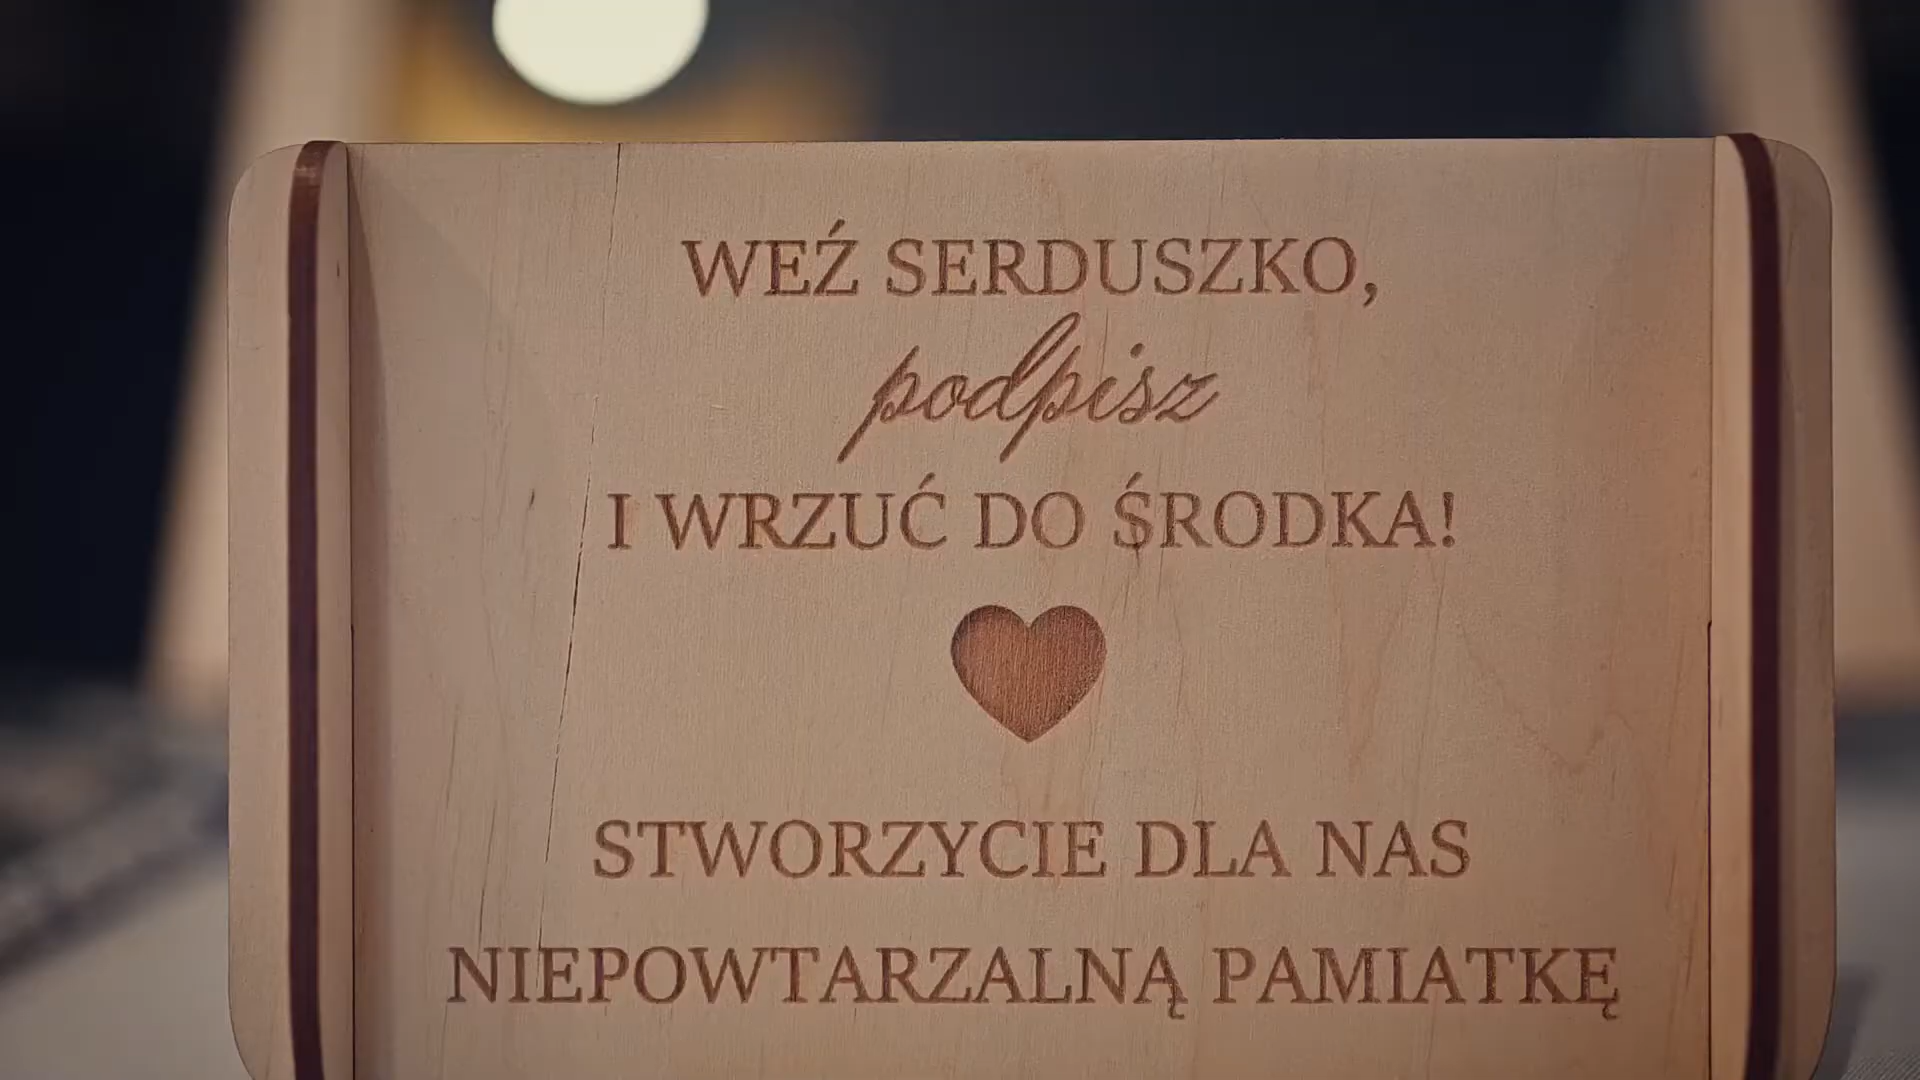 WEŹ SERDUSZKO,
podpisz
I WRZUĆ DO ŚRODKA!
STWORZYCIE DLA NAS
NIEPOWTARZALNĄ PAMIATKĘ